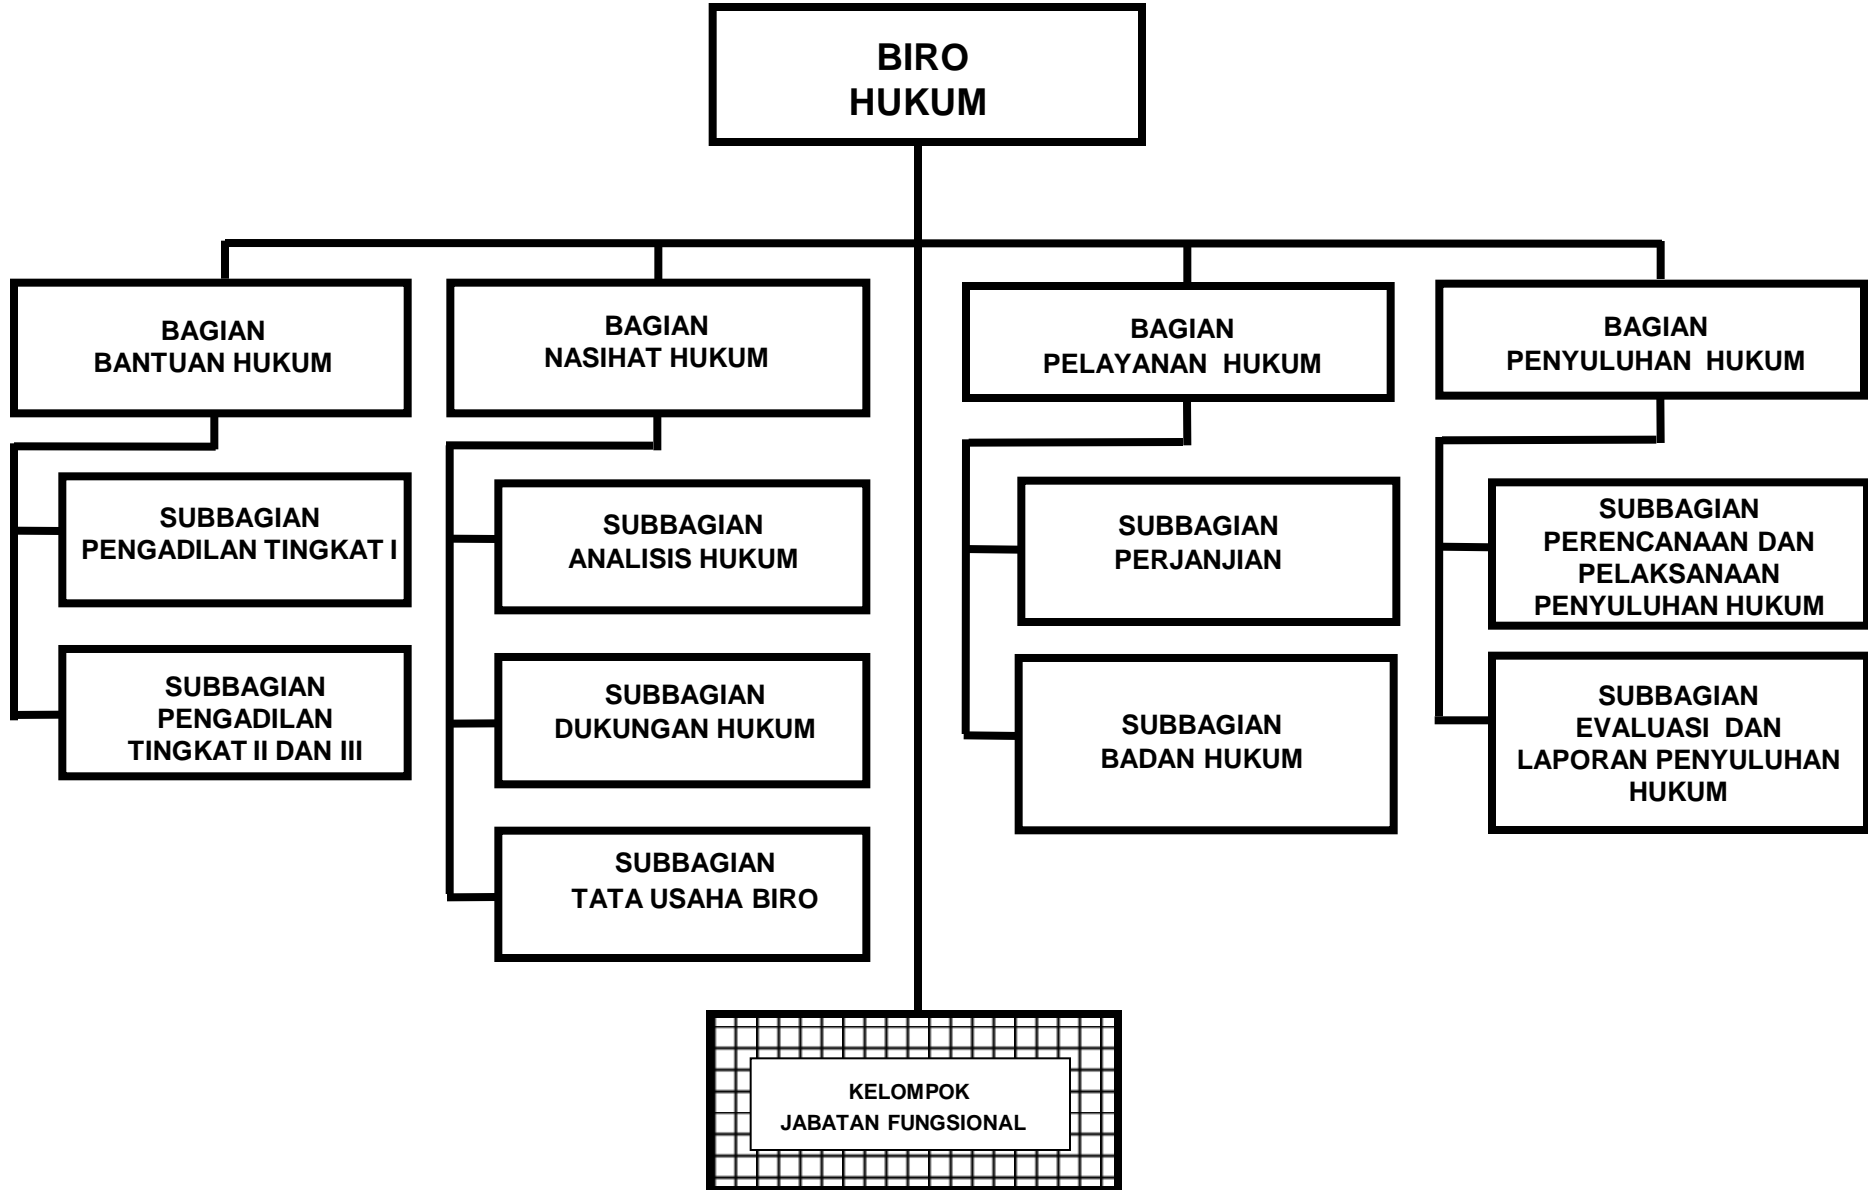 BIRO
HUKUM
BAGIAN
BANTUAN HUKUM
SUBBAGIAN
PENGADILAN TINGKAT I
SUBBAGIAN
PENGADILAN
TINGKAT II DAN III
BAGIAN
NASIHAT HUKUM
SUBBAGIAN
ANALISIS HUKUM
SUBBAGIAN
DUKUNGAN HUKUM
SUBBAGIAN
TATA USAHA BIRO
BAGIAN
PELAYANAN HUKUM
SUBBAGIAN
PERJANJIAN
SUBBAGIAN
BADAN HUKUM
BAGIAN
PENYULUHAN HUKUM
SUBBAGIAN
PERENCANAAN DAN
PELAKSANAAN
PENYULUHAN HUKUM
SUBBAGIAN
EVALUASI DAN
LAPORAN PENYULUHAN
HUKUM
KELOMPOK
JABATAN FUNGSIONAL